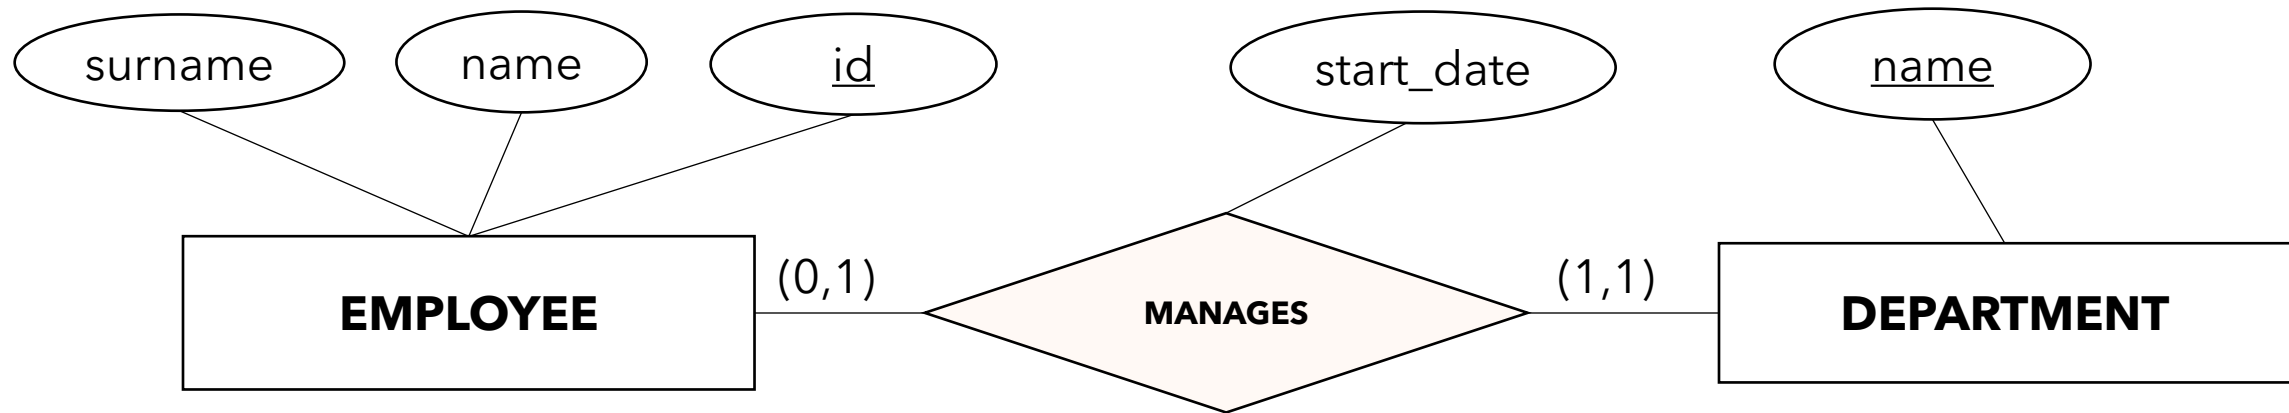 surname
name
id
start_date
name
(0,1)
(1,1)
EMPLOYEE
MANAGES
DEPARTMENT